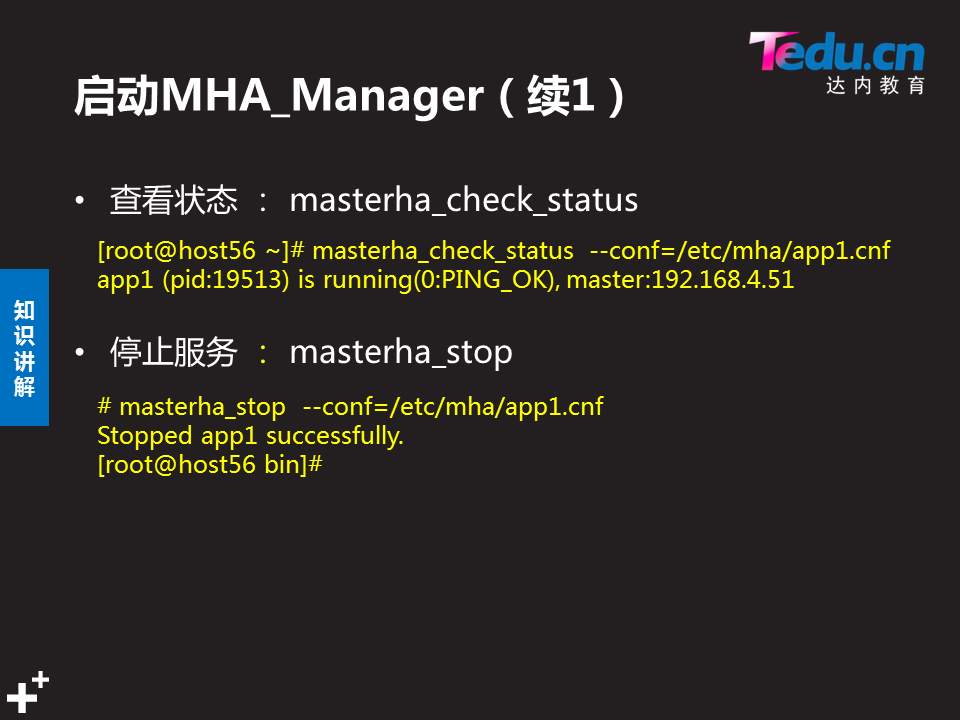 Tedu.cn
达内教育
启动MHA_Manager（续1）
• 查看状态 ： masterha_check_status
[root@host56 ~]# masterha_check_status --conf=/etc/mha/app1.cnf
app1 (pid:19513) is running(0:PING_OK), master:192.168.4.51
知识讲解
• 停止服务 ： masterha_stop
# masterha_stop --conf=/etc/mha/app1.cnf
Stopped app1 successfully.
[root@host56 bin]#